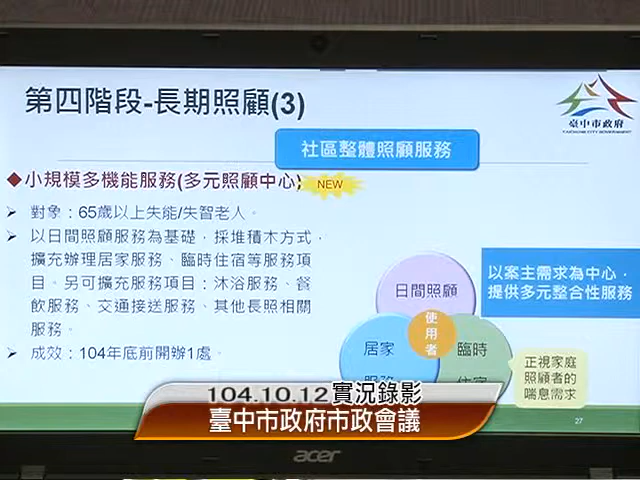 第四階段-長期照顧(3)
臺中市政府
TAICHUNG CITY GOVERNMENT
社區整體照顧服務
◆小規模多機能服務(多元照顧中心)
NEW
➢ 對象：65歲以上失能/失智老人。
➢ 以日間照顧服務為基礎，採堆積木方式，
擴充辦理居家服務、臨時住宿等服務項
目。另可擴充服務項目：沐浴服務、餐
飲服務、交通接送服務、其他長照相關
服務。
➢ 成效：104年底前開辦1處。
日間照顧
使用者
居家
服務
臨時
住宿
以案主需求為中心，
提供多元整合性服務
正視家庭
照顧者的
喘息需求
27
104.10.12實況錄影
臺中市政府市政會議
acer